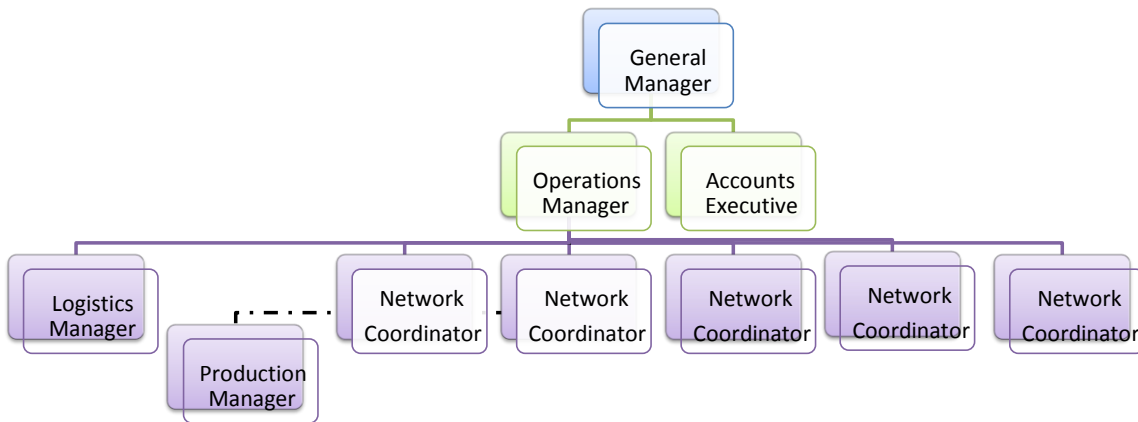 General
Manager
Operations
Manager
Accounts
Executive
Logistics
Manager
Network
Coordinator
Network
Coordinator
Network
Coordinator
Network
Coordinator
Network
Coordinator
Production
Manager